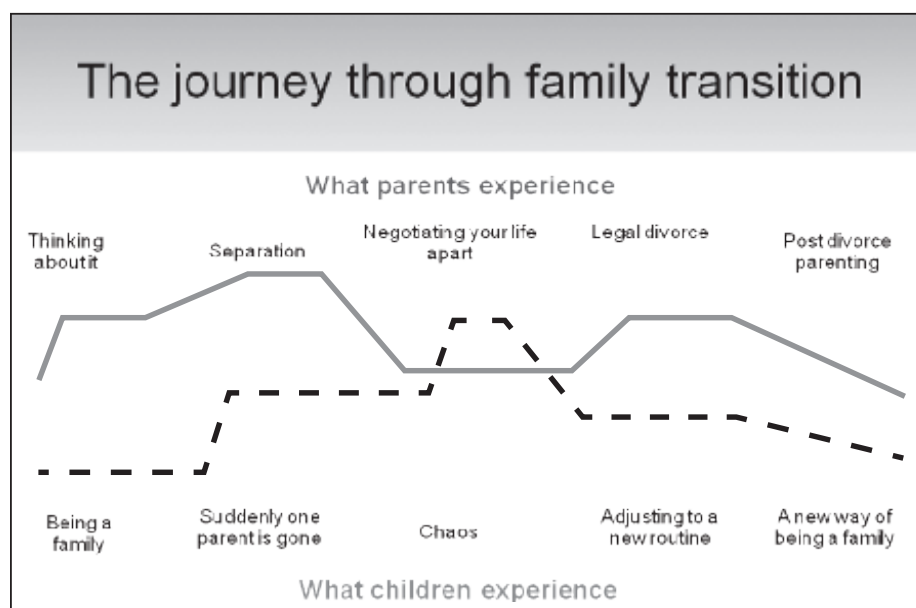 The journey through family transition
What parents experience
Thinking
about it
Separation
Negotiating your life
apart
Legal divorce
Post divorce
parenting
Being a
family
Suddenly one
parent is gone
Chaos
Adjusting to a
new routine
A new way of
being a family
What children experience